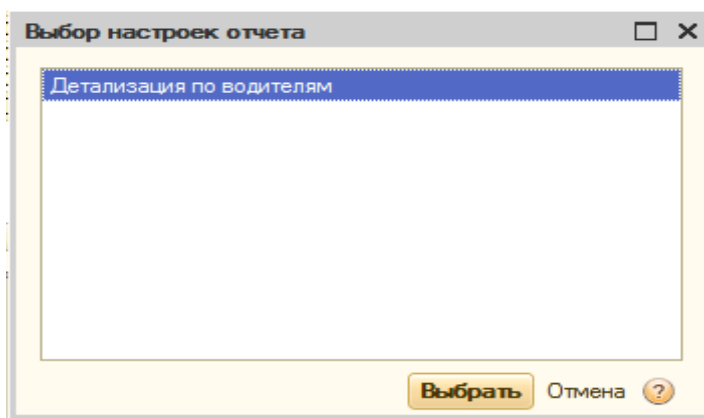 Выбор настроек отчета
Детализация по водителям
Выбрать Отмена ?